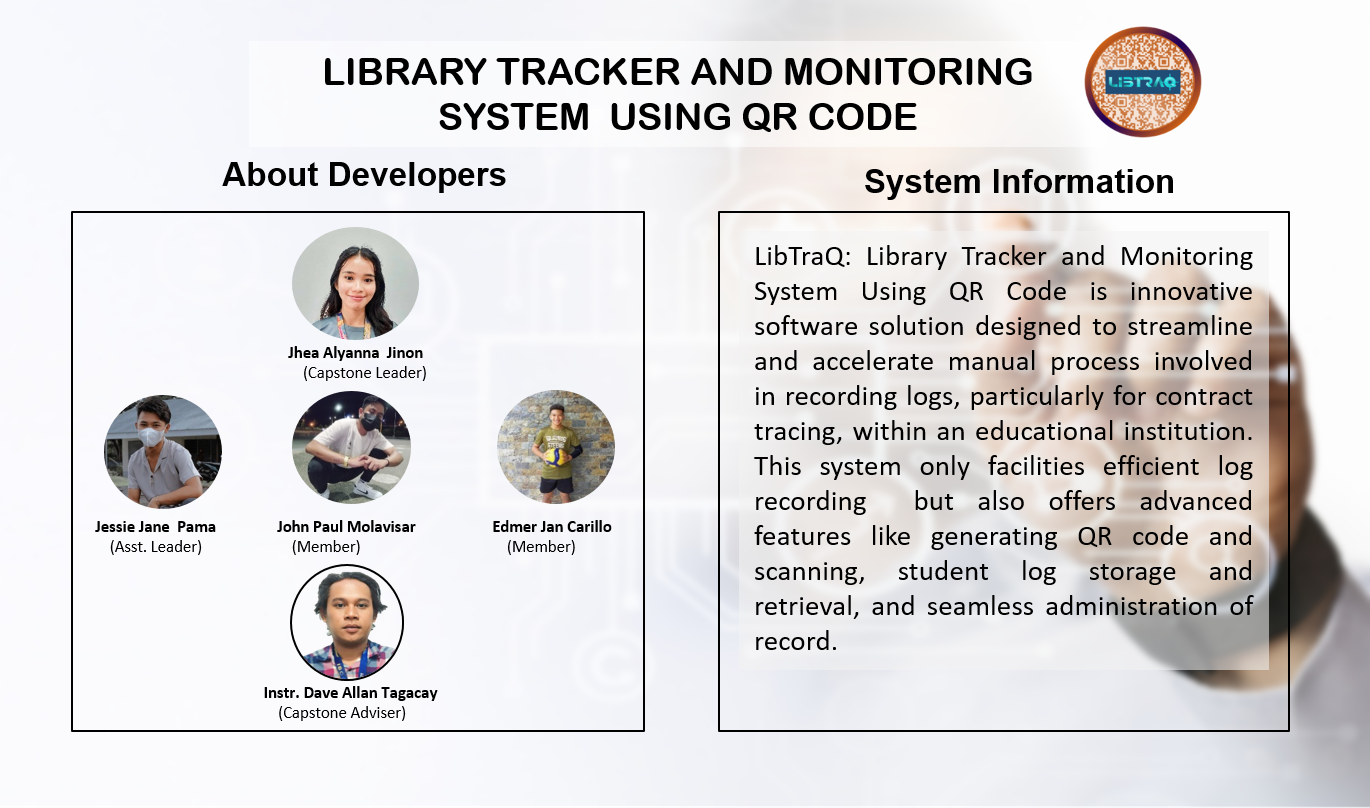 LIBRARY TRACKER AND MONITORING
SYSTEM  USING QR CODE
LIBTRAQ
About Developers
Jhea Alyanna  Jinon
(Capstone Leader)
Jessie Jane  Pama
(Asst. Leader)
John Paul Molavisar
(Member)
Edmer Jan Carillo
(Member)
Instr. Dave Allan Tagacay
(Capstone Adviser)
System Information
LibTraQ: Library Tracker and Monitoring
System Using QR Code is innovative
software solution designed to streamline
and accelerate manual process involved
in recording logs, particularly for contract
tracing, within an educational institution.
This system only facilities efficient log
recording  but also offers advanced
features like generating QR code and
scanning, student log storage and
retrieval, and seamless administration of
record.